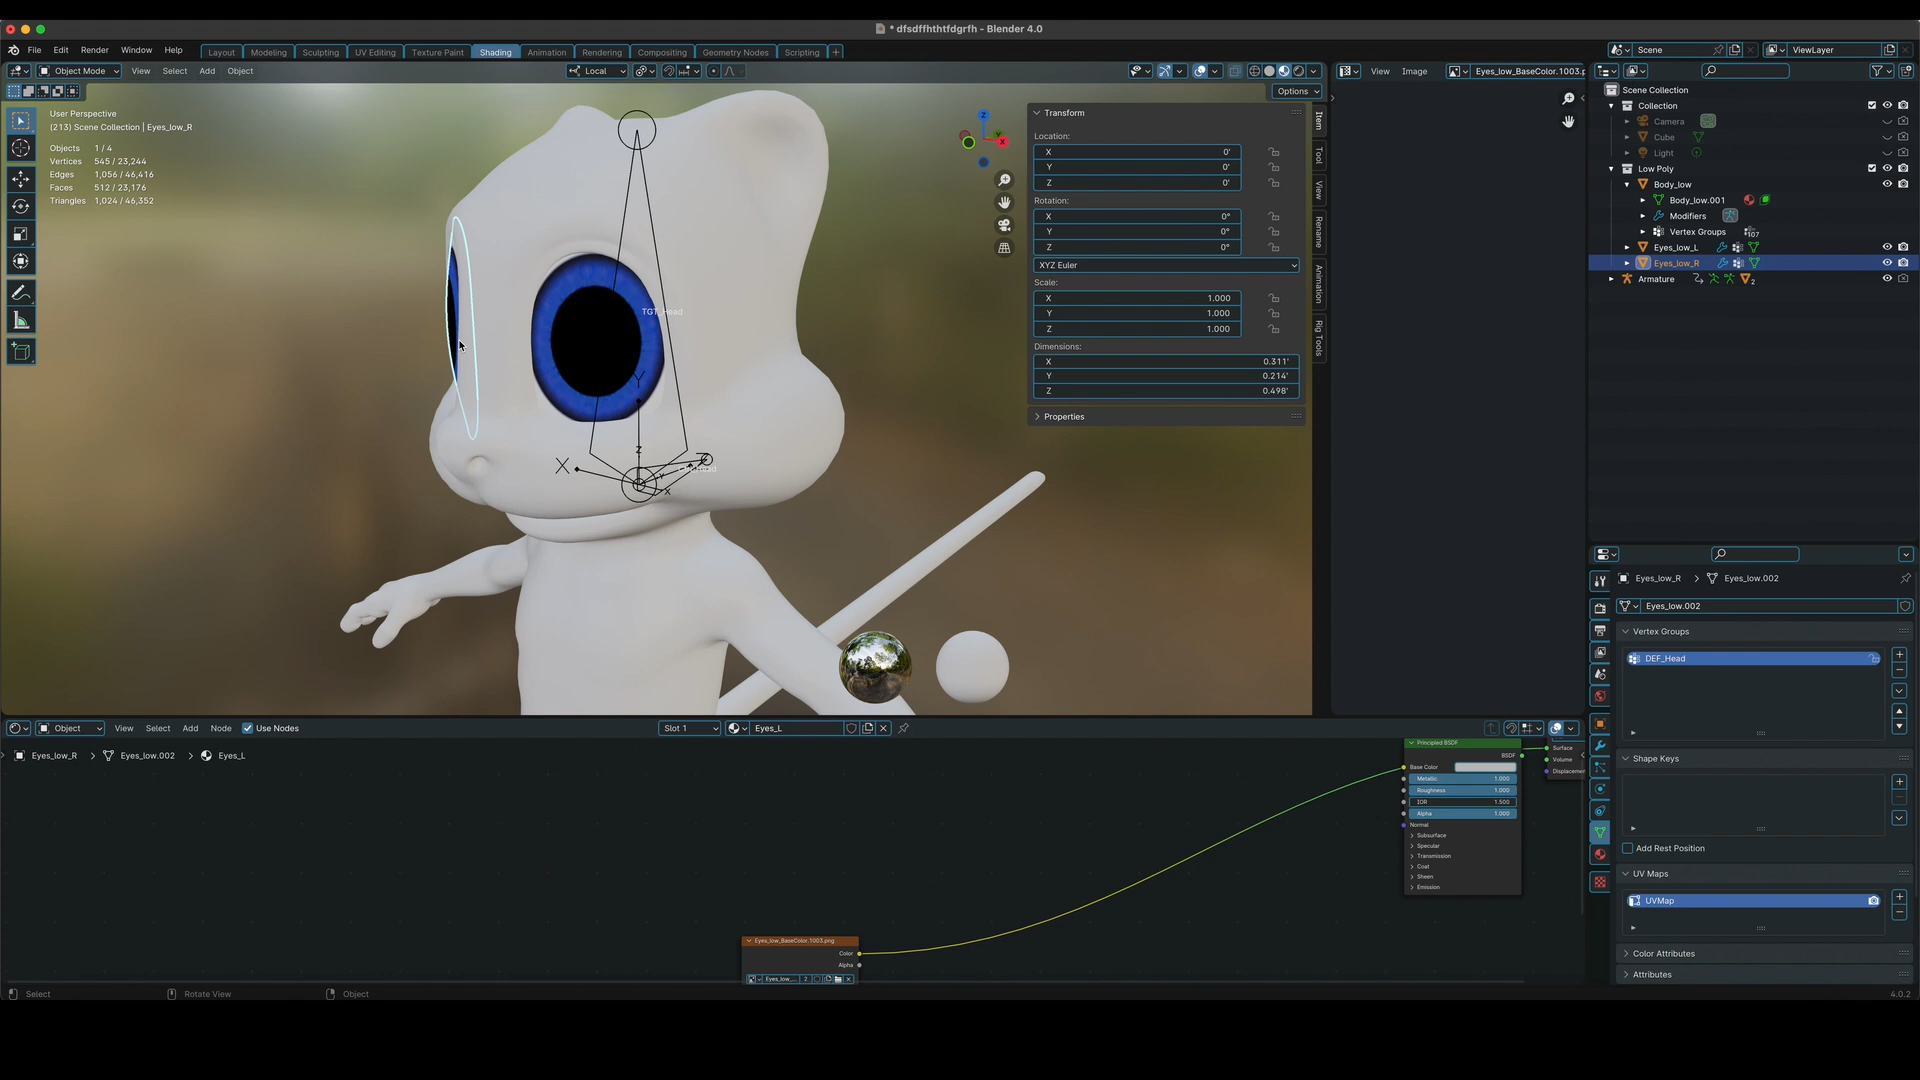 * dfsdffhthtfdgrfh - Blender 4.0
File Edit Render Window Help
Layout Modeling Sculpting UV Editing Texture Paint Shading Animation Rendering Compositing Geometry Nodes Scripting +
Scene
ViewLayer
Object Mode View Select Add Object
Local
View Image Eyes_low_BaseColor.1003.p
Options
User Perspective
(213) Scene Collection | Eyes_low_R
Objects 1 / 4
Vertices 545 / 23,244
Edges 1,056 / 46,416
Faces 512 / 23,176
Triangles 1,024 / 46,352
TGT_Head
X
Y
Z
X
Z
Y
X
Transform
Location:
X 0'
Y 0'
Z 0'
Rotation:
X 0°
Y 0°
Z 0°
XYZ Euler
Scale:
X 1.000
Y 1.000
Z 1.000
Dimensions:
X 0.311'
Y 0.214'
Z 0.498'
Properties
Item
Tool
View
Rename
Animation
Rig Tools
Scene Collection
Collection
Camera
Cube
Light
Low Poly
Body_low
Body_low.001
Modifiers
Vertex Groups 107
Eyes_low_L
Eyes_low_R
Armature 2
Eyes_low_R > Eyes_low.002
Eyes_low.002
Vertex Groups
DEF_Head
Shape Keys
Add Rest Position
UV Maps
UVMap
Color Attributes
Attributes
Object View Select Add Node Use Nodes
Slot 1 Eyes_L
Eyes_low_R > Eyes_low.002 > Eyes_L
Principled BSDF
BSDF
Base Color
Metallic 1.000
Roughness 1.000
IOR 1.500
Alpha 1.000
Normal
Subsurface
Specular
Transmission
Coat
Sheen
Emission
Surface
Volume
Displacemen
Eyes_low_BaseColor.1003.png
Color
Alpha
Eyes_low_... 2
Select Rotate View Object
4.0.2